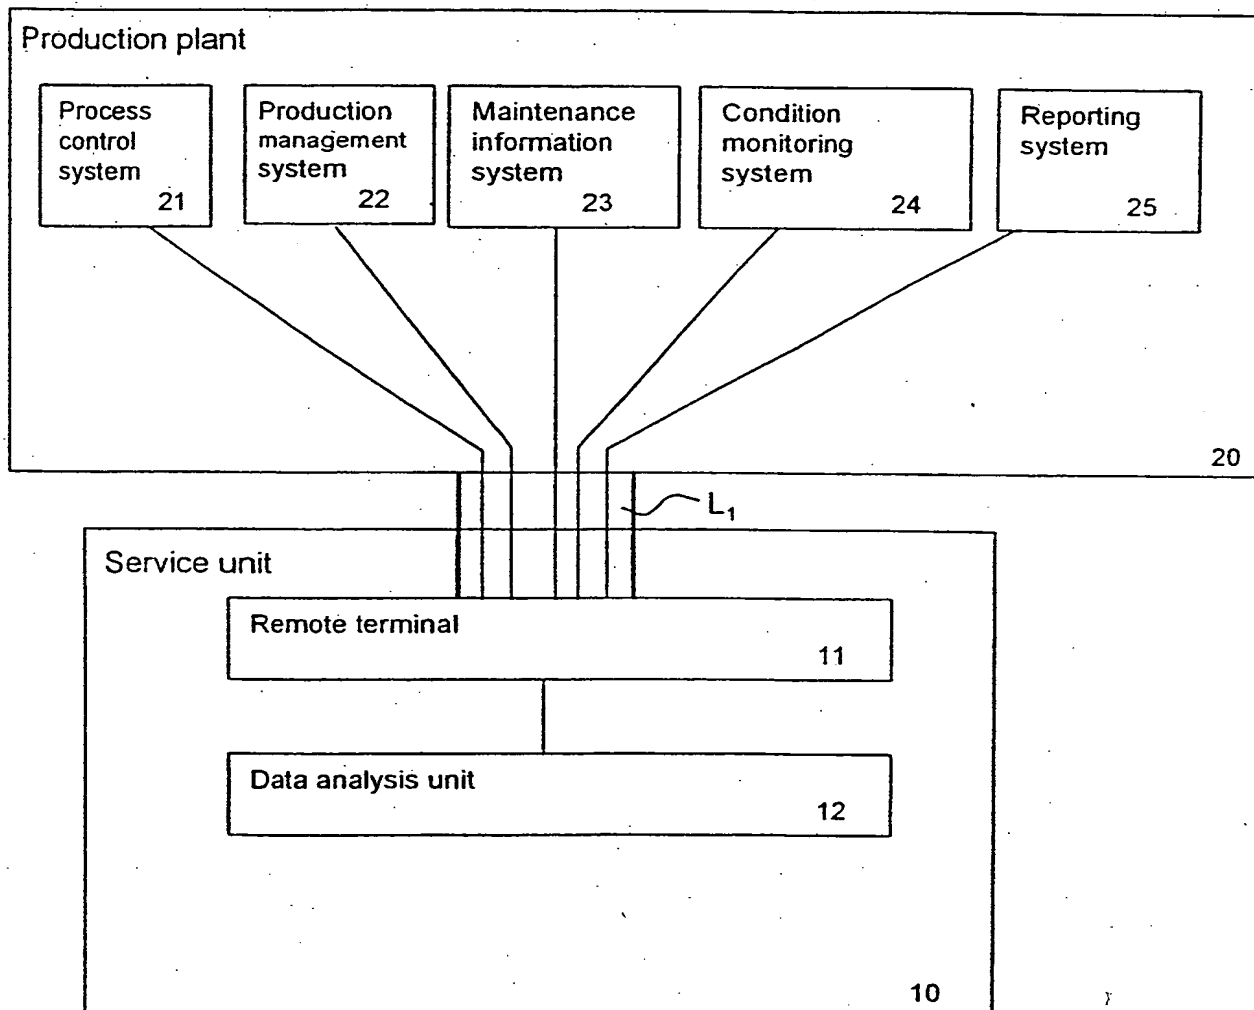 Production plant
Process
control
system
21
Production
management
system
22
Maintenance
information
system
23
Condition
monitoring
system
24
Reporting
system
25
20
L1
Service unit
Remote terminal
11
Data analysis unit
12
10